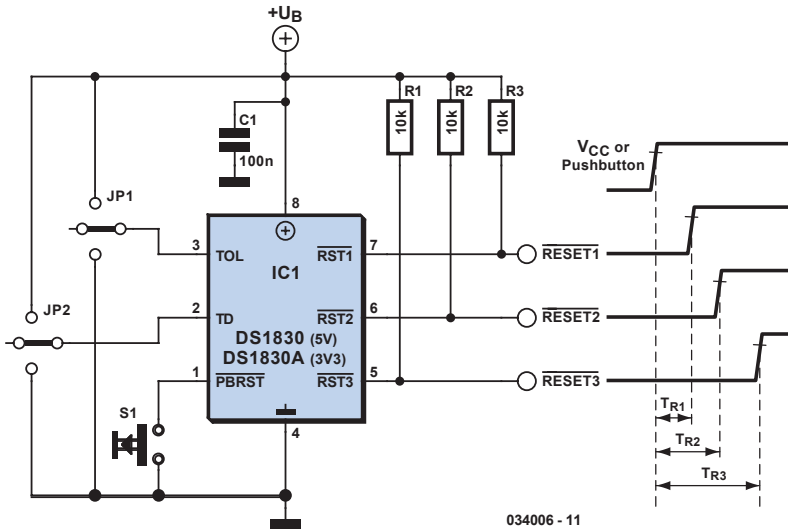 +UB
R1
R2
R3
10k
10k
10k
C1
100n
VCC or
Pushbutton
JP1
8
3
TOL
IC1
RST1
7
RESET1
JP2
2
TD
RST2
6
RESET2
DS1830 (5V)
DS1830A (3V3)
1
PBRST
RST3
5
RESET3
S1
4
TR1
TR2
TR3
034006 - 11